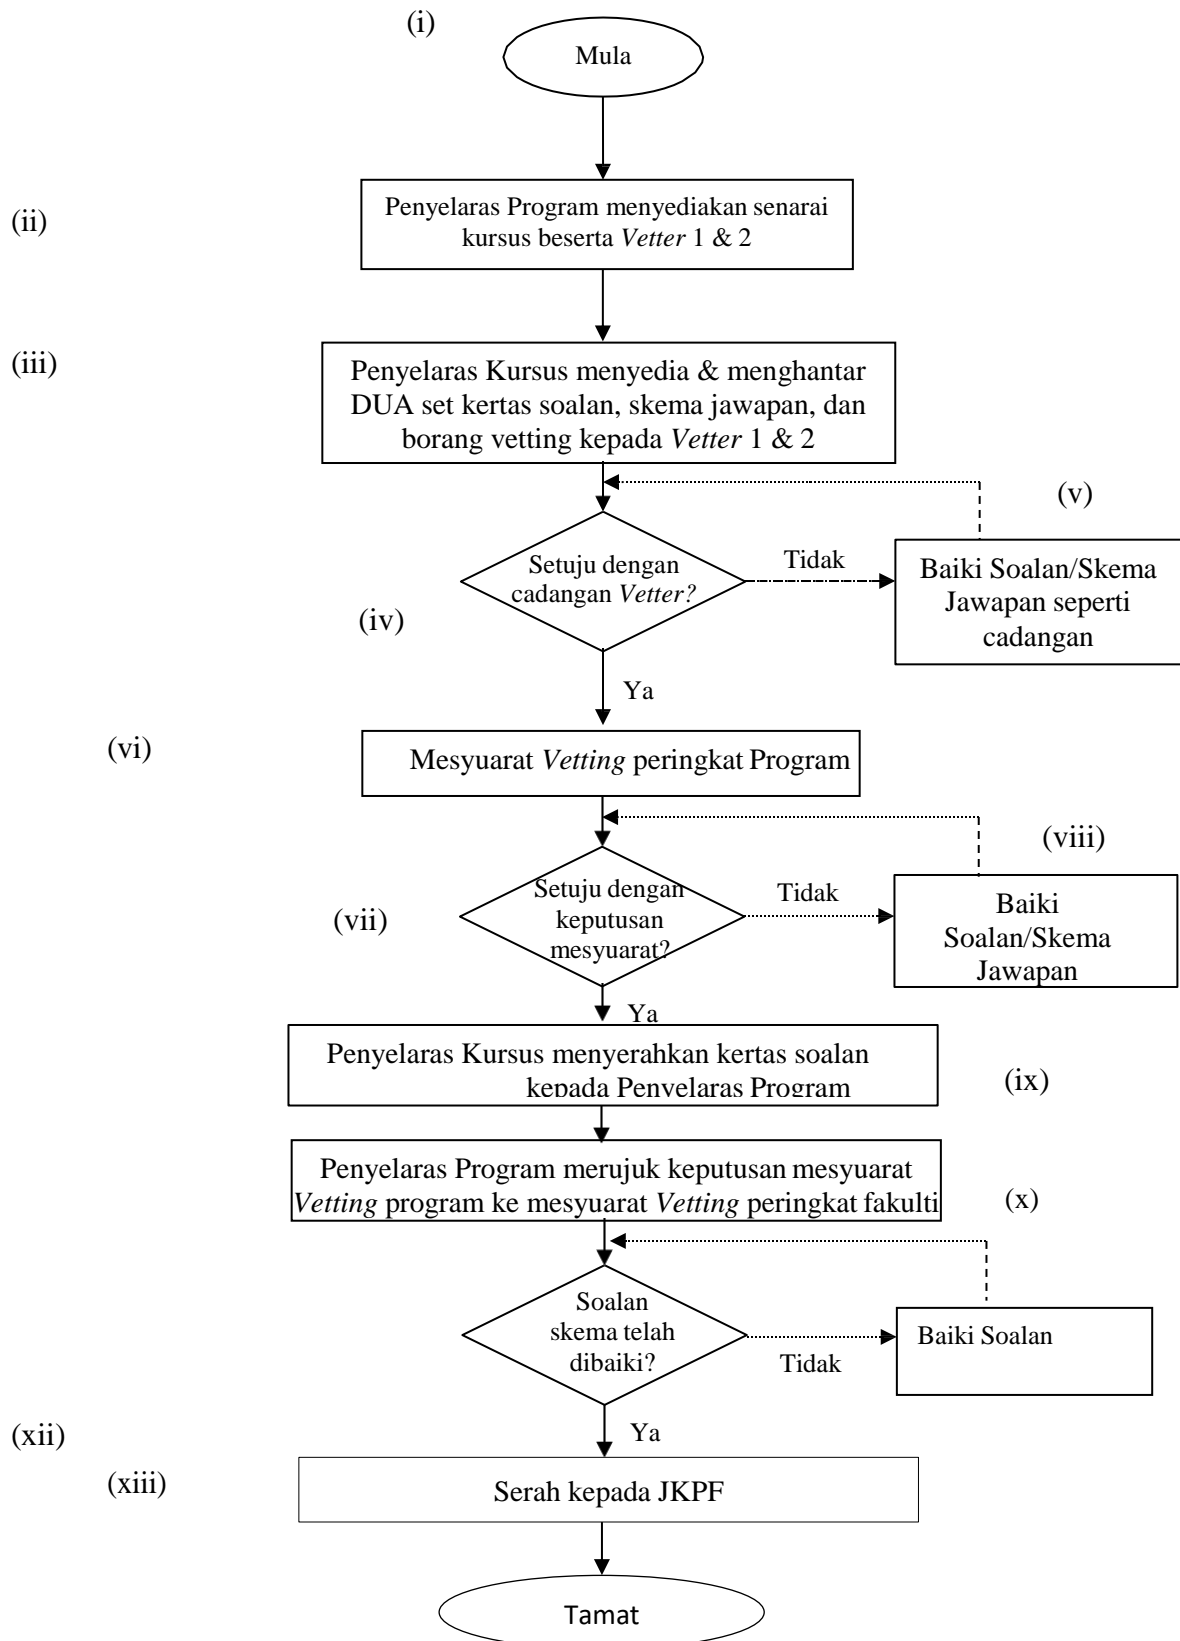 (i)
Mula
(ii)
Penyelaras Program menyediakan senarai
kursus beserta Vetter 1 & 2
(iii)
Penyelaras Kursus menyedia & menghantar
DUA set kertas soalan, skema jawapan, dan
borang vetting kepada Vetter 1 & 2
(iv)
Setuju dengan
cadangan Vetter?
Tidak
(v)
Baiki Soalan/Skema
Jawapan seperti
cadangan
Ya
(vi)
Mesyuarat Vetting peringkat Program
(vii)
Setuju dengan
keputusan
mesyuarat?
Tidak
(viii)
Baiki
Soalan/Skema
Jawapan
Ya
Penyelaras Kursus menyerahkan kertas soalan
kepada Penyelaras Program
(ix)
Penyelaras Program merujuk keputusan mesyuarat
Vetting program ke mesyuarat Vetting peringkat fakulti
(x)
Soalan
skema telah
dibaiki?
Tidak
Baiki Soalan
(xii)
Ya
(xiii)
Serah kepada JKPF
Tamat